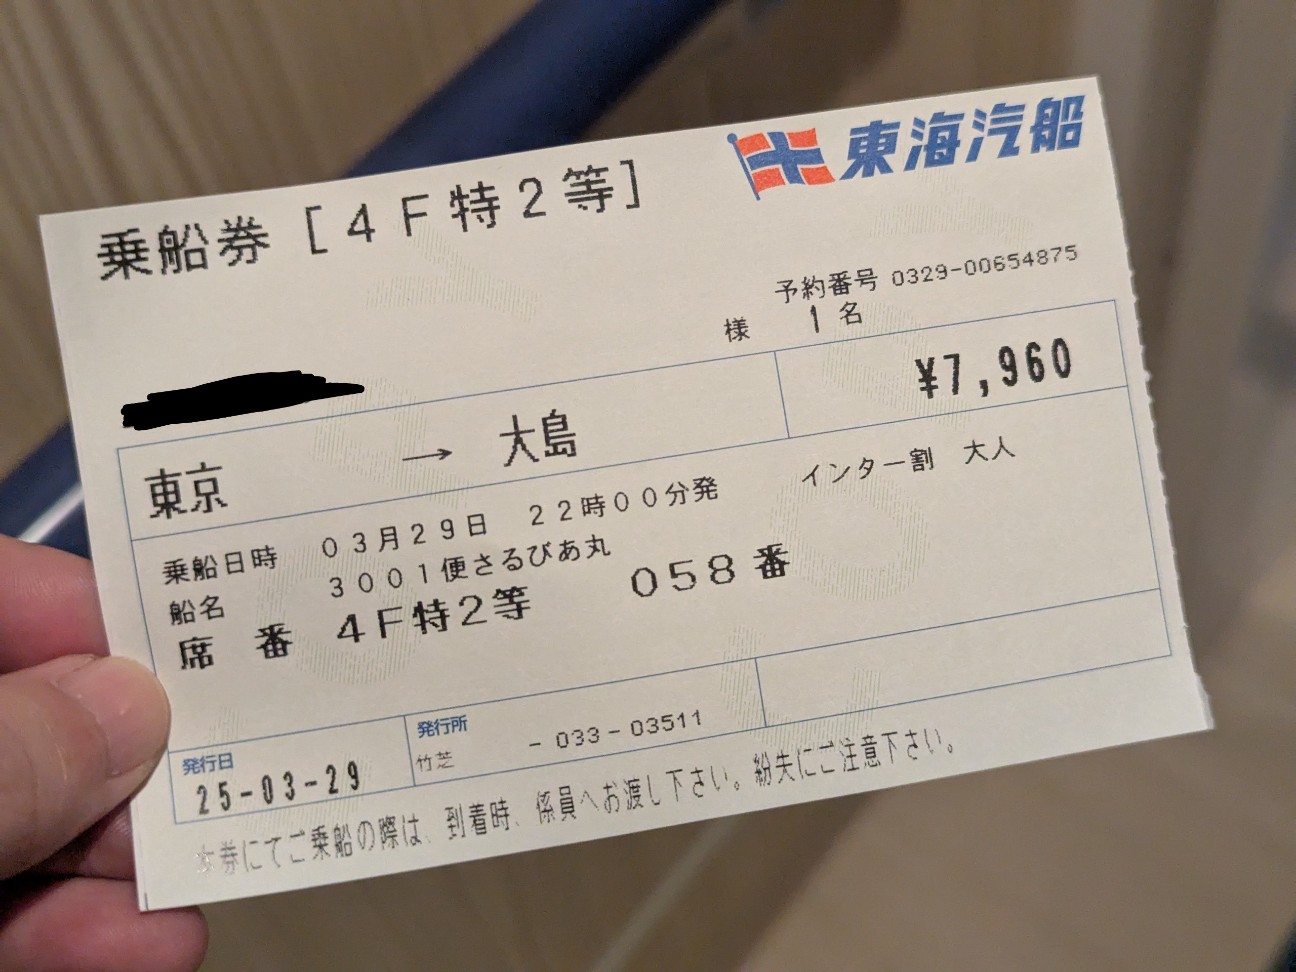 東海汽船
乗船券 [４Ｆ特２等]
予約番号 0329-00654875
様 1名
¥7,960
東京 → 大島
乗船日時 ０３月２９日 ２２時００分発 インター割 大人
船名 ３００１便さるびあ丸
席 番 ４Ｆ特２等 ０５８番
発行日
25-03-29
発行所
竹芝 - 033 - 03511
本券にてご乗船の際は、到着時、係員へお渡し下さい。紛失にご注意下さい。